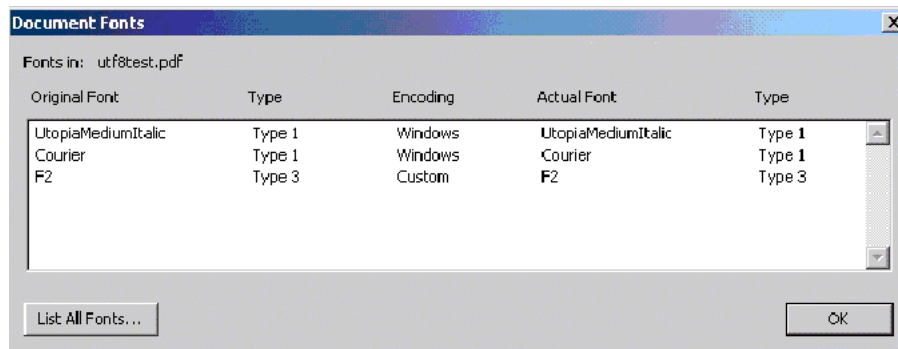 Document Fonts X
Fonts in: utf8test.pdf
Original Font Type Encoding Actual Font Type
UtopiaMediumItalic Type 1 Windows UtopiaMediumItalic Type 1
Courier Type 1 Windows Courier Type 1
F2 Type 3 Custom F2 Type 3
List All Fonts... OK